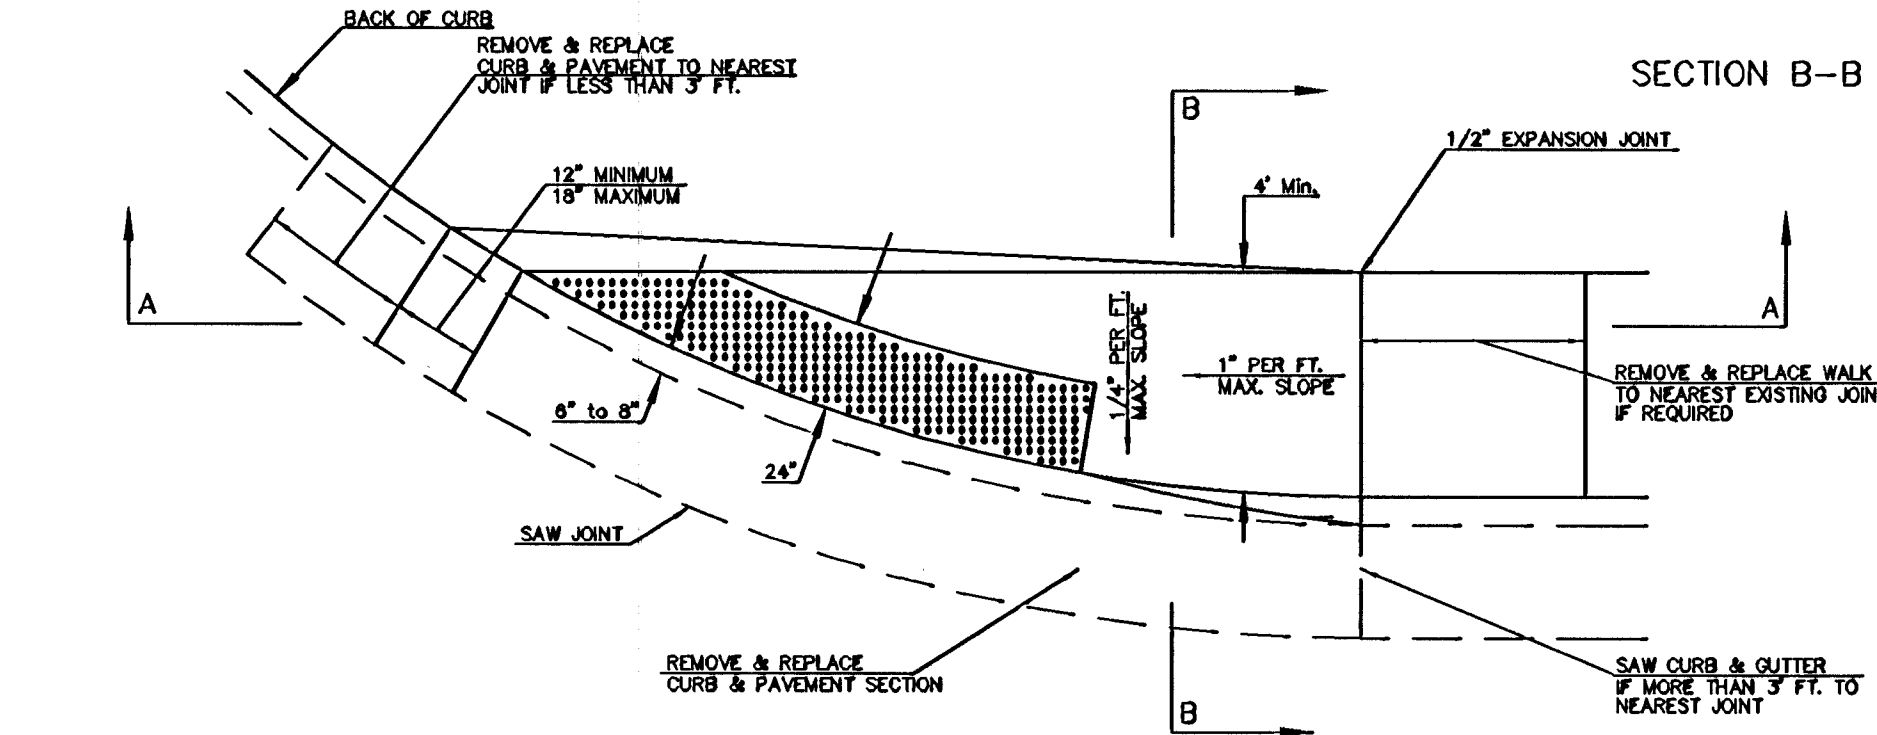 BACK OF CURB
REMOVE & REPLACE
CURB & PAVEMENT TO NEAREST
JOINT IF LESS THAN 3' FT.
SECTION B-B
B
1/2" EXPANSION JOINT
12" MINIMUM
18" MAXIMUM
4' Min.
A
A
1/4" PER FT.
MAX. SLOPE
1" PER FT.
MAX. SLOPE
REMOVE & REPLACE WALK
TO NEAREST EXISTING JOIN
IF REQUIRED
6" to 8"
24"
SAW JOINT
REMOVE & REPLACE
CURB & PAVEMENT SECTION
SAW CURB & GUTTER
IF MORE THAN 3' FT. TO
NEAREST JOINT
B